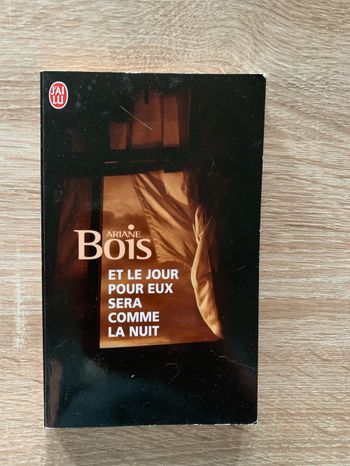 J'AI
LU
ARIANE
Bois
ET LE JOUR
POUR EUX
SERA
COMME
LA NUIT